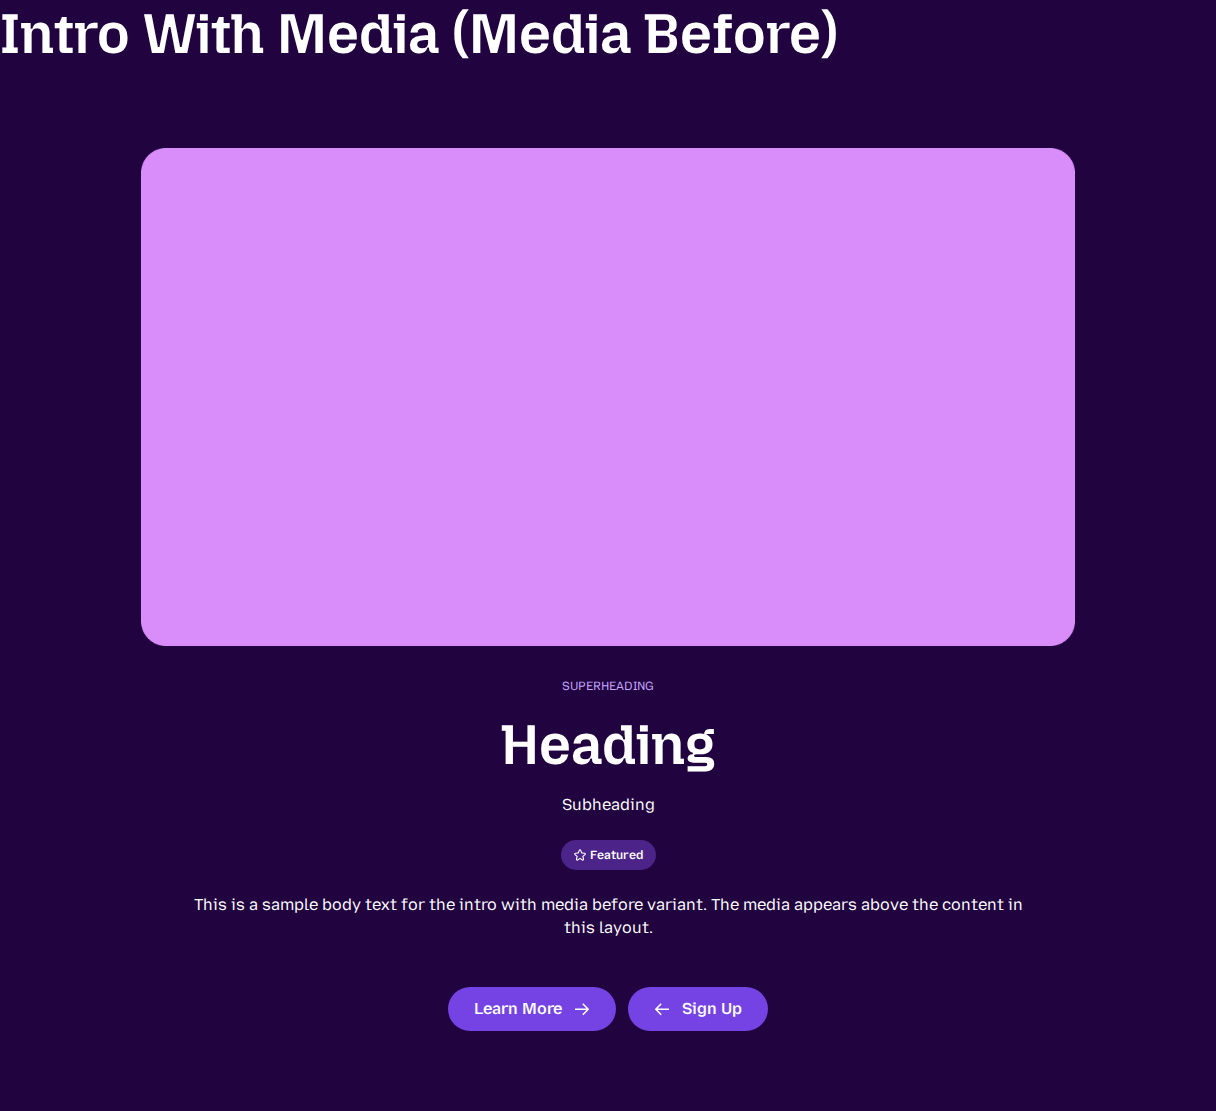 Intro With Media (Media Before)
SUPERHEADING
Heading
Subheading
Featured
This is a sample body text for the intro with media before variant. The media appears above the content in
this layout.
Learn More
Sign Up